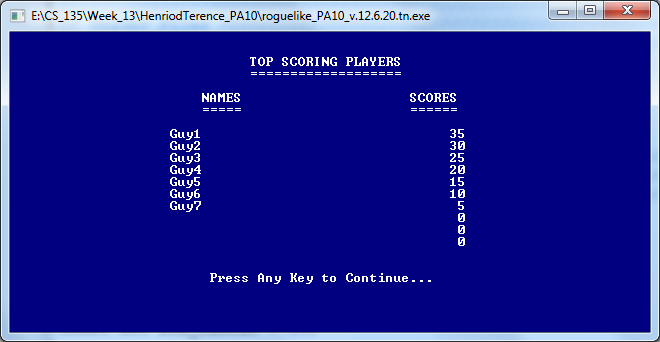 E:\CS_135\Week_13\HenriodTerence_PA10\roguelike_PA10_v.12.6.20.tn.exe
TOP SCORING PLAYERS
===================
NAMES SCORES
===== ======
Guy1 35
Guy2 30
Guy3 25
Guy4 20
Guy5 15
Guy6 10
Guy7 5
0
0
0
Press Any Key to Continue...